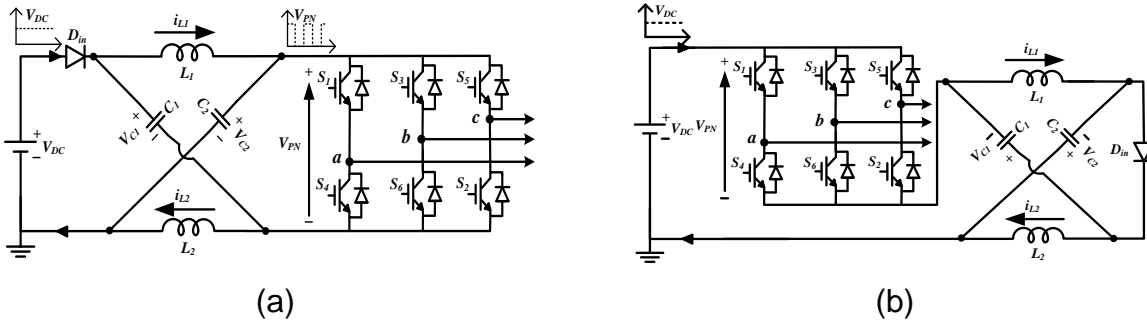 V_DC
D_in
i_L1
L_1
V_PN
V_C1 + C_1 −
C_2 + V_C2 −
+ V_DC −
+ V_PN −
S_1 S_3 S_5
c
b
a
S_4 S_6 S_2
i_L2
L_2
(a)
V_DC
+ V_DC −
+ V_PN −
S_1 S_3 S_5
c
b
a
S_4 S_6 S_2
i_L1
L_1
V_C1 − C_1 +
C_2 − V_C2 +
D_in
i_L2
L_2
(b)